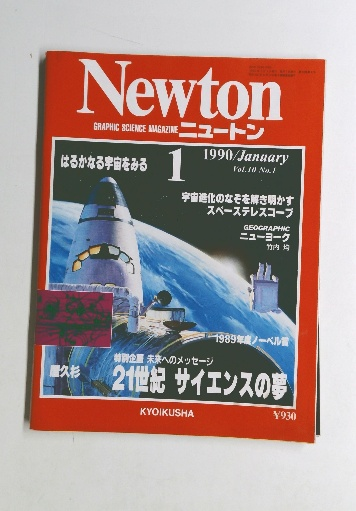 Newton
GRAPHIC SCIENCE MAGAZINE ニュートン
はるかなる宇宙をみる
1
1990/January
Vol.10 No.1
宇宙進化のなぞを解き明かす
スペーステレスコープ
GEOGRAPHIC
ニューヨーク
竹内 均
1989年度ノーベル賞
特別企画 未来へのメッセージ
屋久杉
21世紀 サイエンスの夢
KYOIKUSHA
¥930